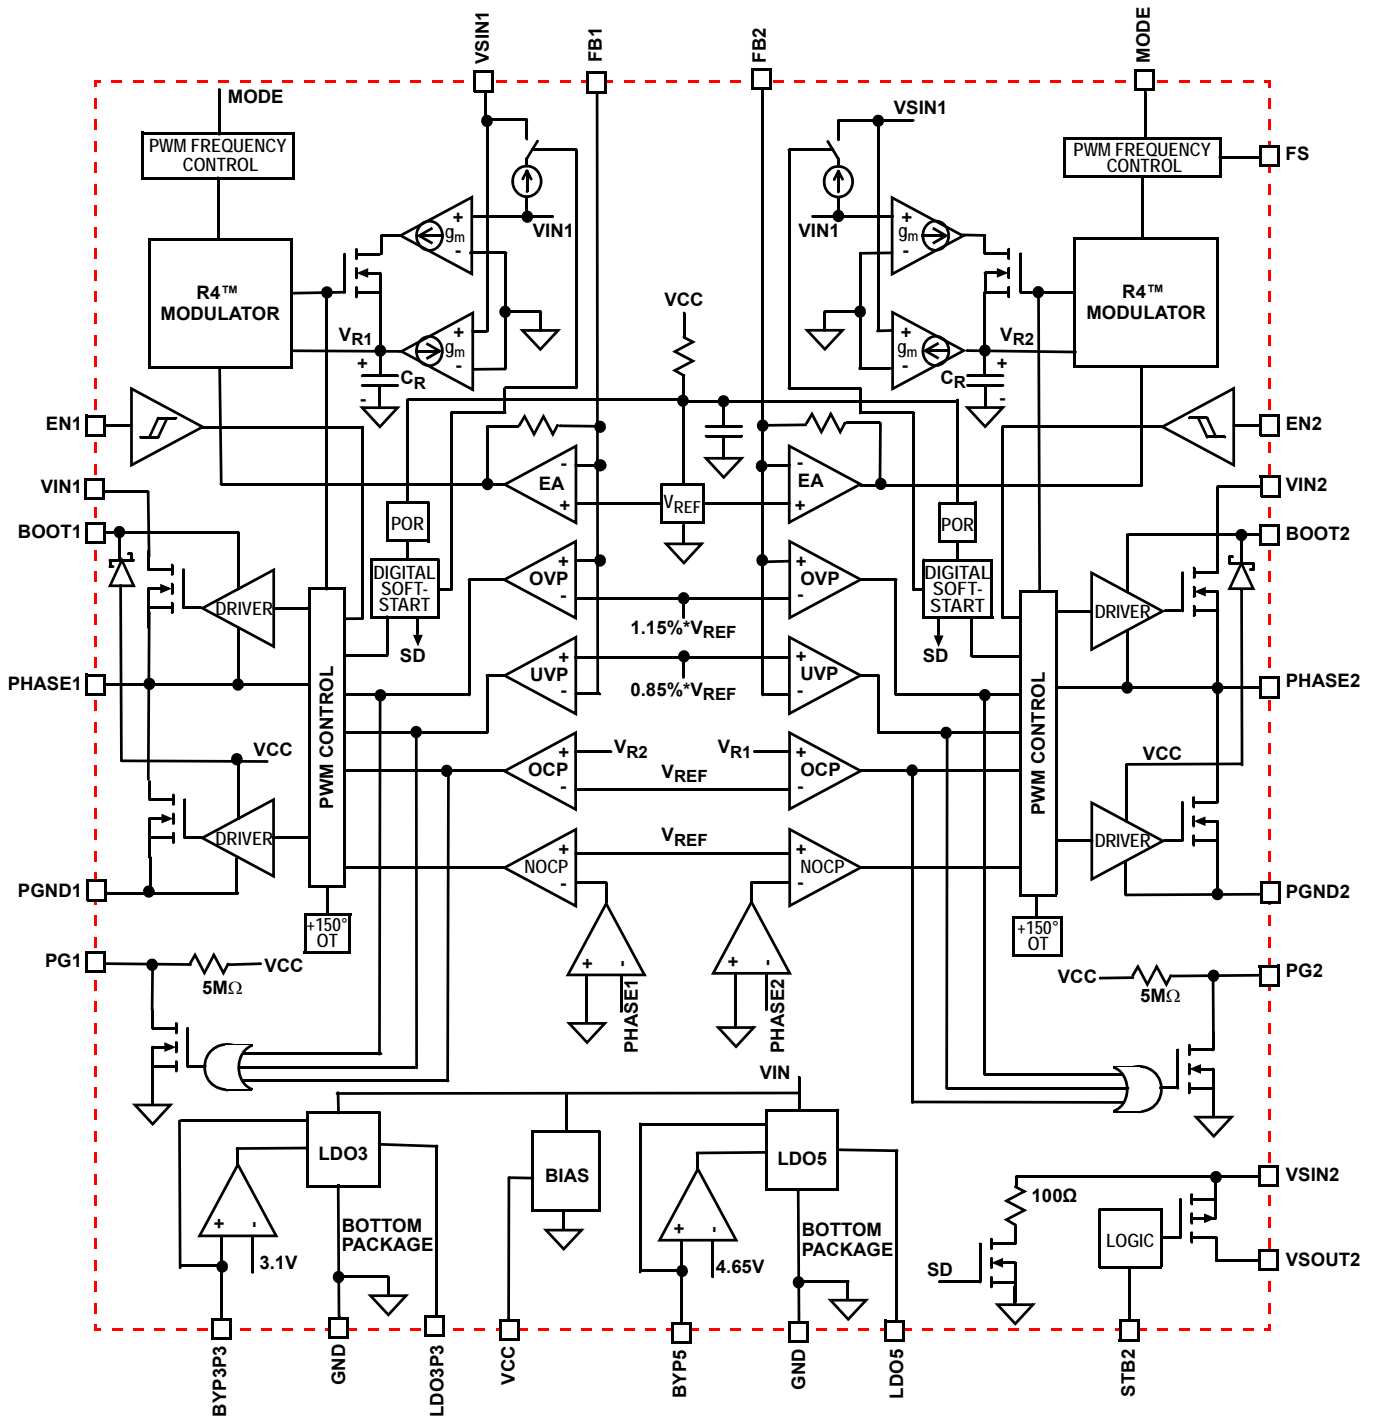 VSIN1
FB1
FB2
MODE
MODE
VSIN1
PWM FREQUENCY
CONTROL
PWM FREQUENCY
CONTROL
FS
+
gm
-
VIN1
VIN1
+
gm
-
R4™
MODULATOR
R4™
MODULATOR
VCC
VR1
+
gm
-
+
gm
-
VR2
+
CR
-
CR
+
-
EN1
EN2
-
EA
+
VREF
-
EA
+
VIN1
VIN2
BOOT1
POR
POR
BOOT2
DIGITAL
SOFT-
START
+
OVP
-
+
OVP
-
DIGITAL
SOFT-
START
DRIVER
DRIVER
1.15%*VREF
SD
SD
PHASE1
+
UVP
-
0.85%*VREF
+
UVP
-
PHASE2
PWM CONTROL
PWM CONTROL
VCC
VCC
+
OCP
-
VR2
VR1
VREF
+
OCP
-
DRIVER
DRIVER
+
NOCP
-
VREF
+
NOCP
-
PGND1
PGND2
+150°
OT
+150°
OT
PG1
VCC
5MΩ
+
-
PHASE1
+
-
PHASE2
VCC
5MΩ
PG2
VIN
LDO3
BIAS
LDO5
+
-
3.1V
BOTTOM
PACKAGE
+
-
4.65V
BOTTOM
PACKAGE
100Ω
SD
LOGIC
VSIN2
VSOUT2
BYP3P3
GND
LDO3P3
VCC
BYP5
GND
LDO5
STB2